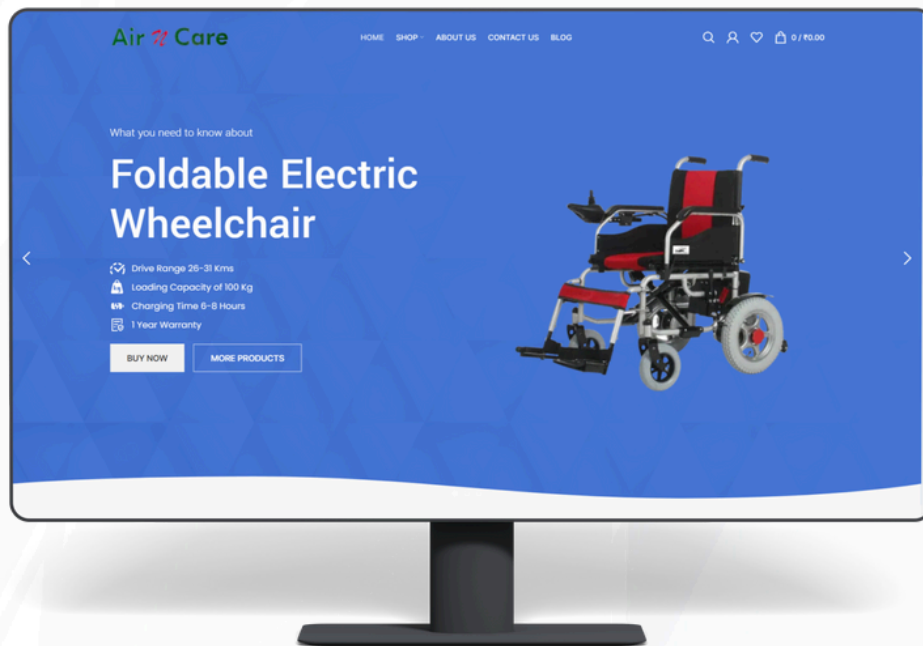 Air n Care
HOME SHOP ABOUT US CONTACT US BLOG
0 / ₹0.00
What you need to know about
Foldable Electric
Wheelchair
Drive Range 26-31 Kms
Loading Capacity of 100 Kg
Charging Time 6-8 Hours
1 Year Warranty
BUY NOW MORE PRODUCTS